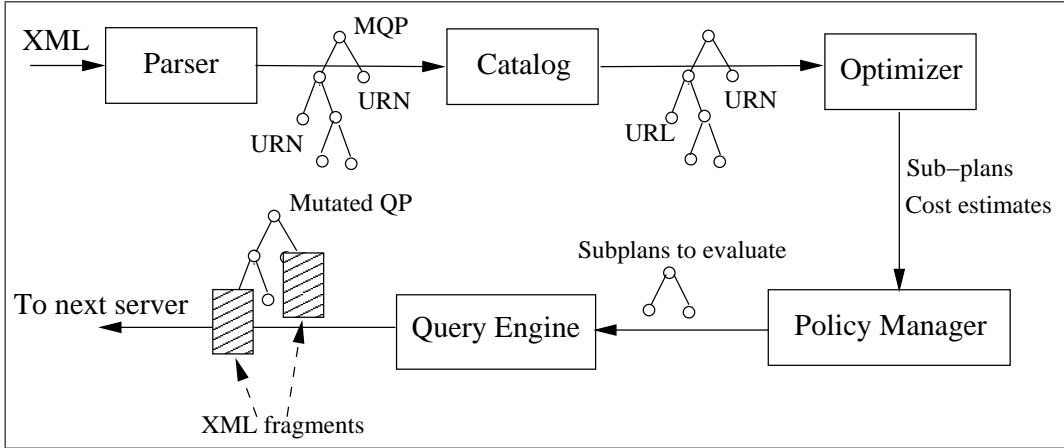 XML
Parser
MQP
URN
URN
Catalog
URN
URL
Optimizer
Sub-plans
Cost estimates
Mutated QP
Subplans to evaluate
To next server
Query Engine
Policy Manager
XML fragments